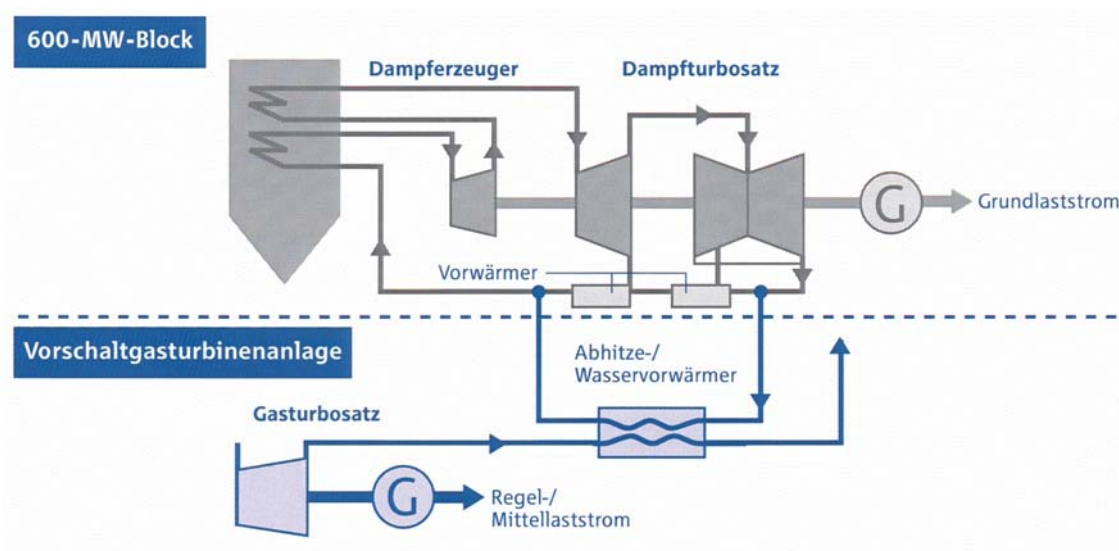 600-MW-Block
Dampferzeuger
Dampfturbosatz
G
Grundlaststrom
Vorwärmer
Vorschaltgasturbinenanlage
Abhitze-/
Wasservorwärmer
Gasturbosatz
G
Regel-/
Mittellaststrom